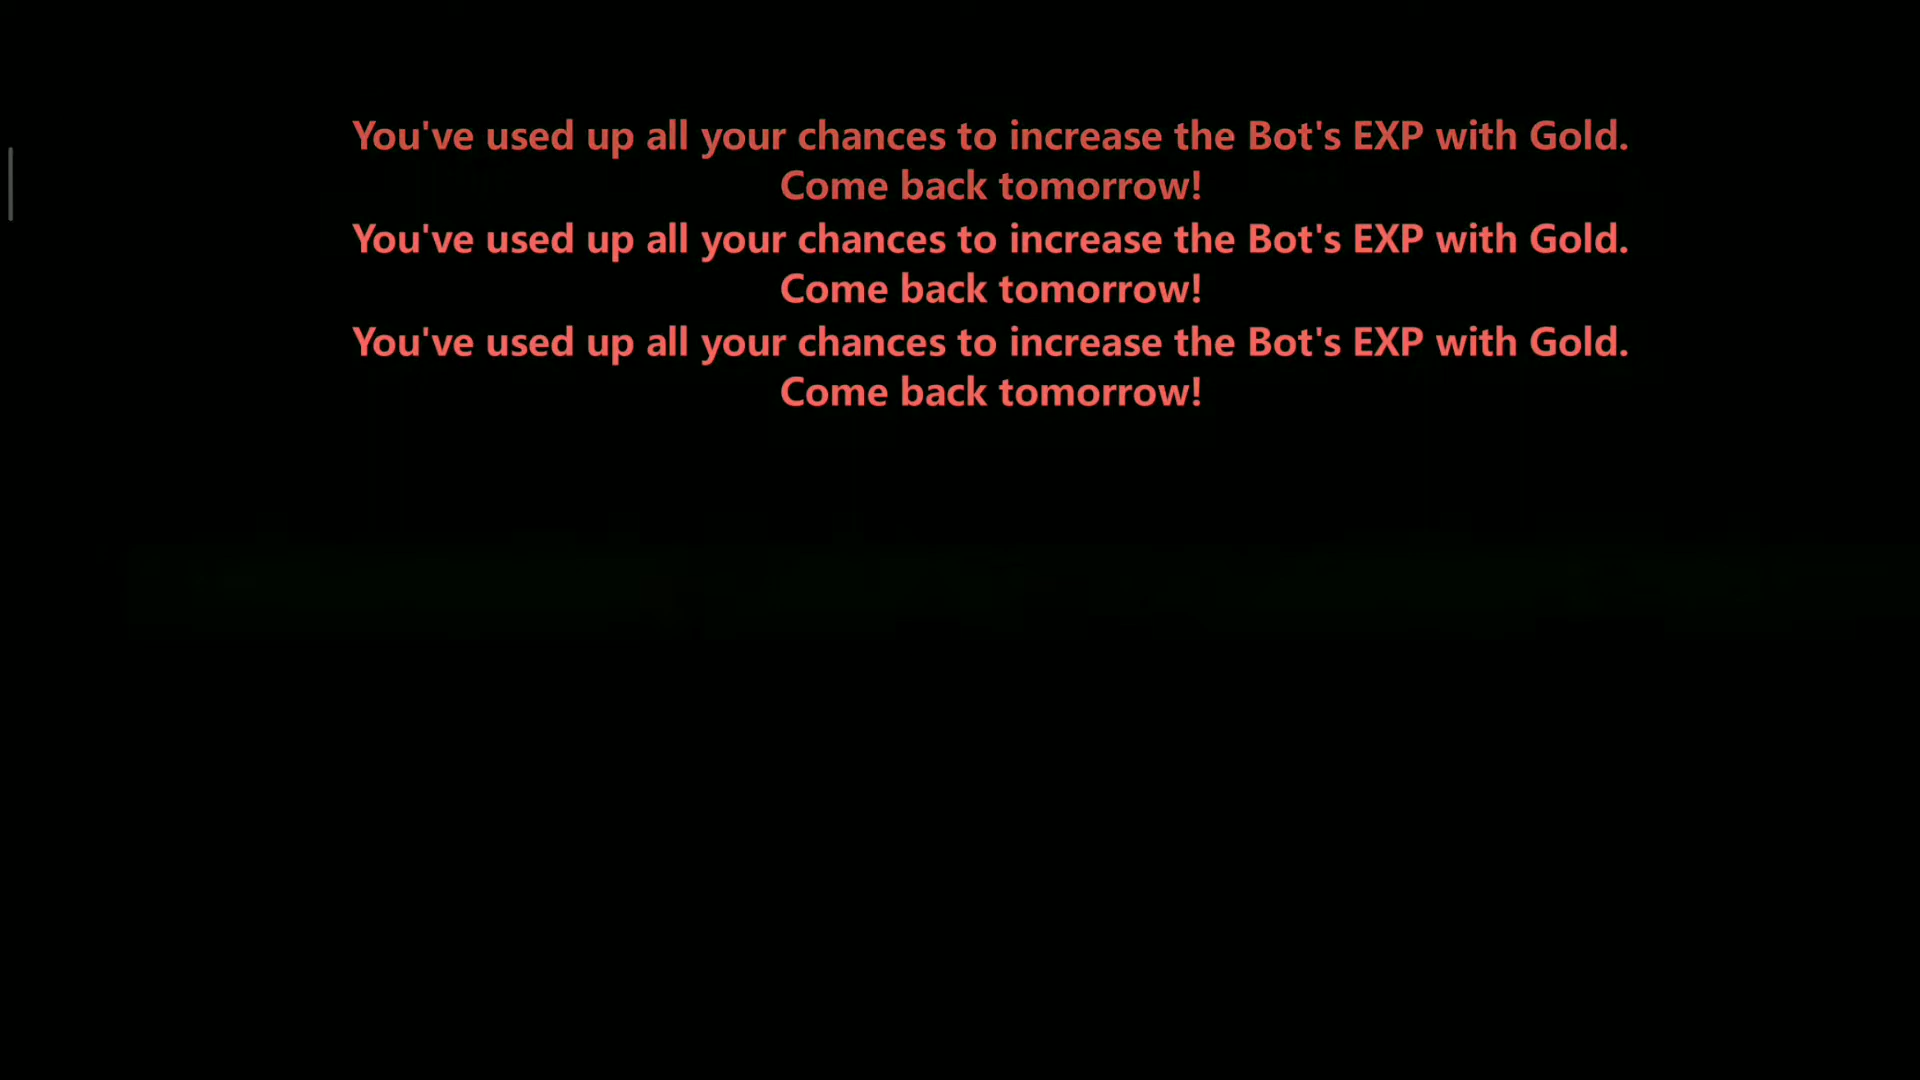 You've used up all your chances to increase the Bot's EXP with Gold.
Come back tomorrow!
You've used up all your chances to increase the Bot's EXP with Gold.
Come back tomorrow!
You've used up all your chances to increase the Bot's EXP with Gold.
Come back tomorrow!